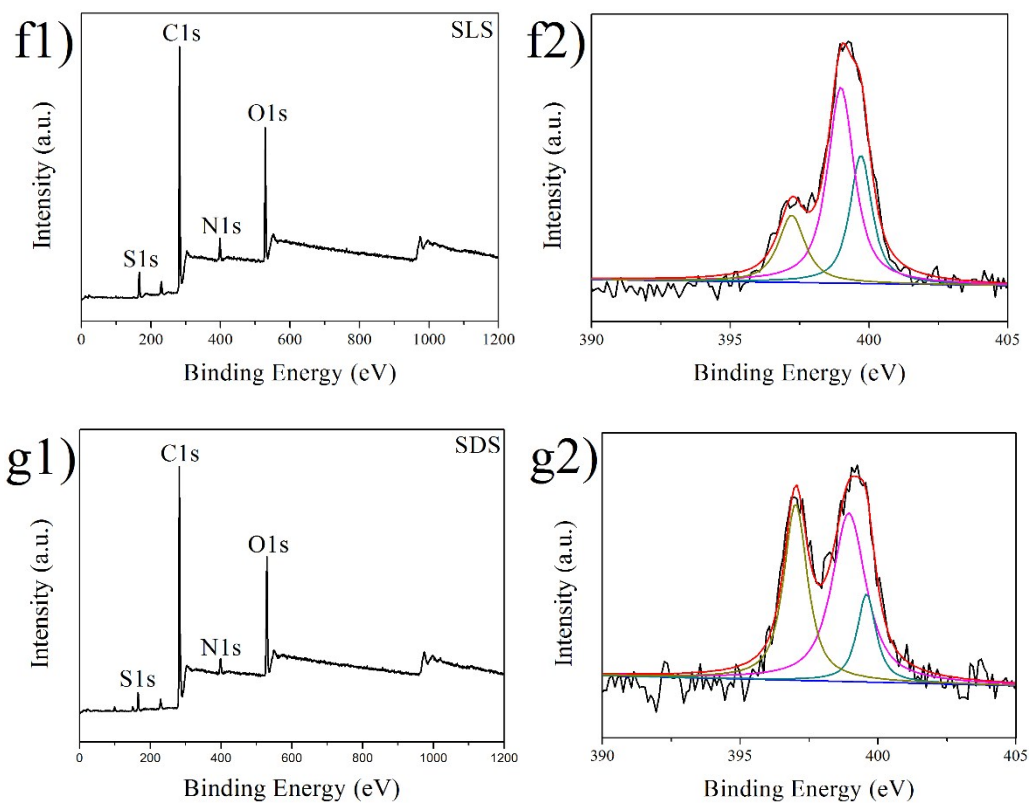 f1)
SLS
C1s
O1s
N1s
S1s
Intensity (a.u.)
0 200 400 600 800 1000 1200
Binding Energy (eV)
f2)
Intensity (a.u.)
390 395 400 405
Binding Energy (eV)
g1)
SDS
C1s
O1s
N1s
S1s
Intensity (a.u.)
0 200 400 600 800 1000 1200
Binding Energy (eV)
g2)
Intensity (a.u.)
390 395 400 405
Binding Energy (eV)